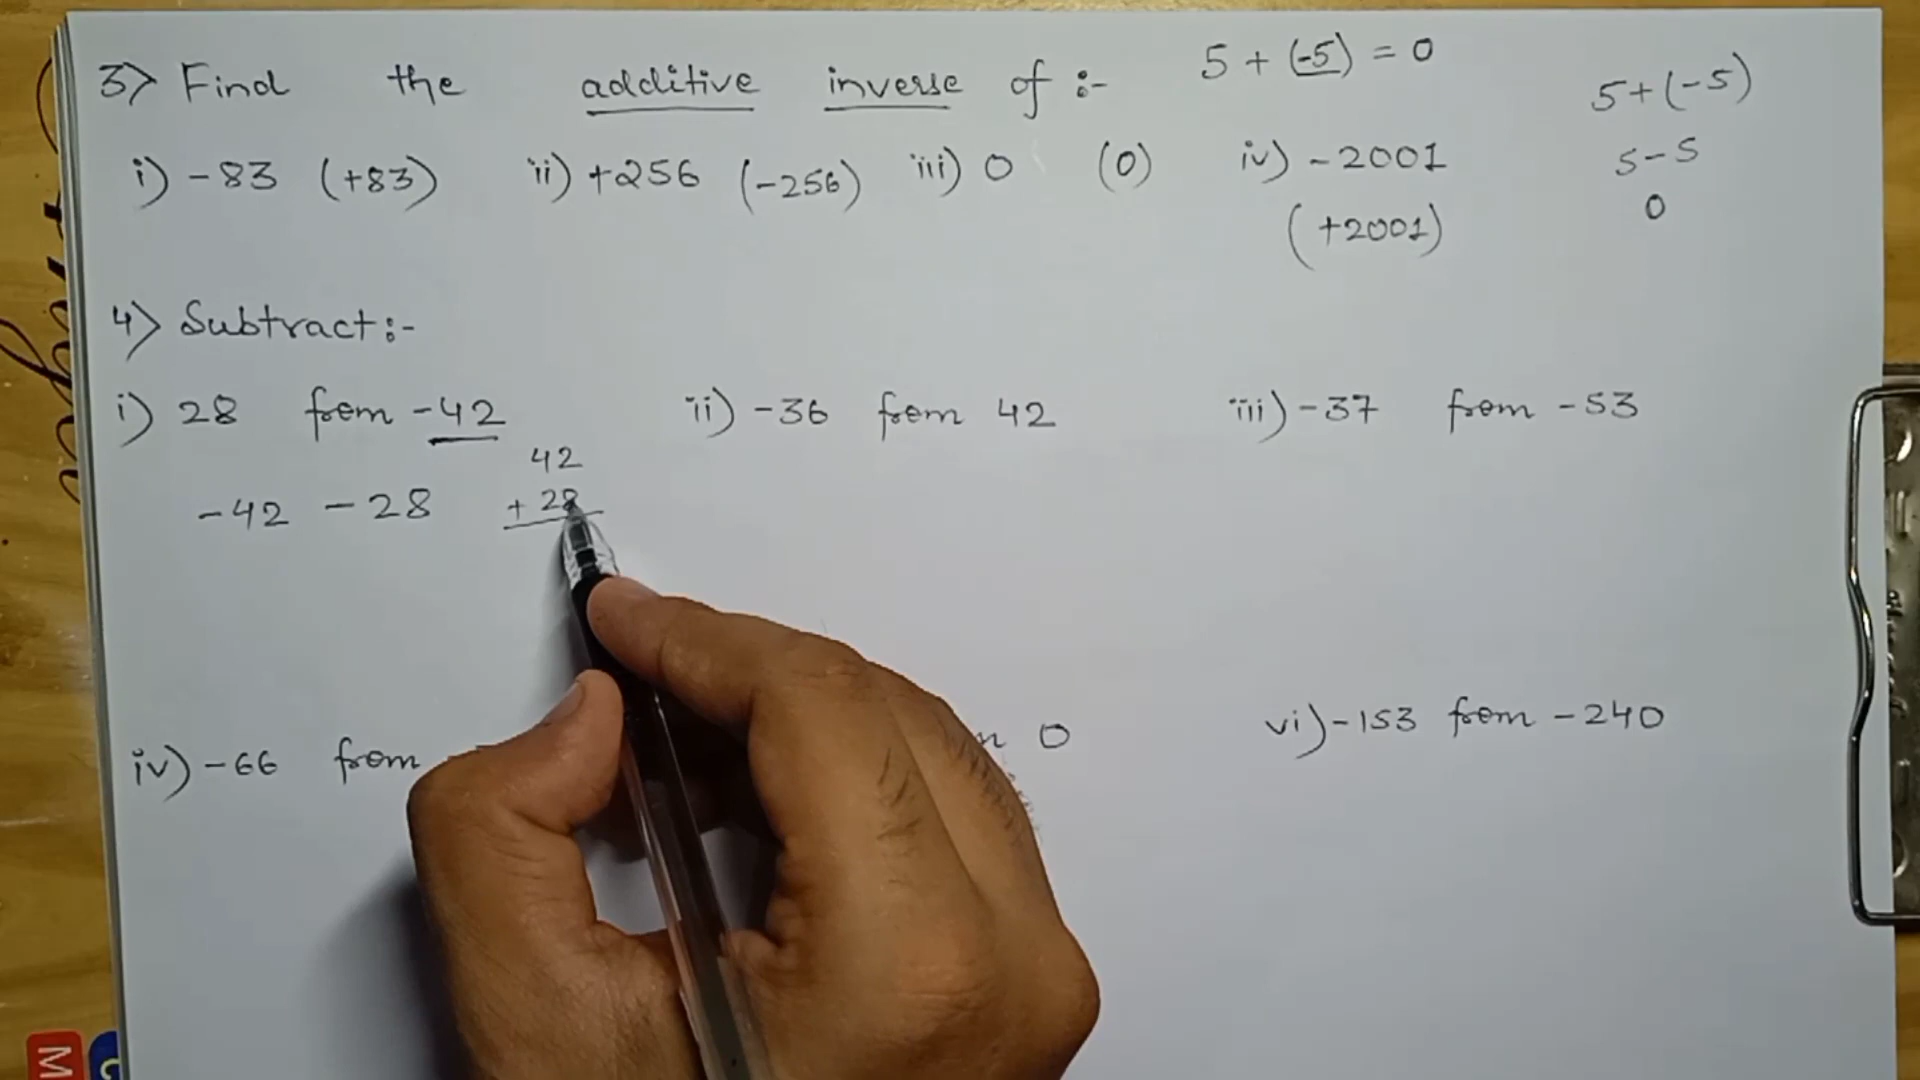 3) Find the additive inverse of :- 5 + (-5) = 0
5+(-5)
i) -83 (+83) ii) +256 (-256) iii) 0 (0) iv) -2001
5-5
(+2001)
0
4) Subtract:-
i) 28 from -42 ii) -36 from 42 iii) -37 from -53
42
-42 -28 + 28
iv) -66 from 0 vi) -153 from -240
M